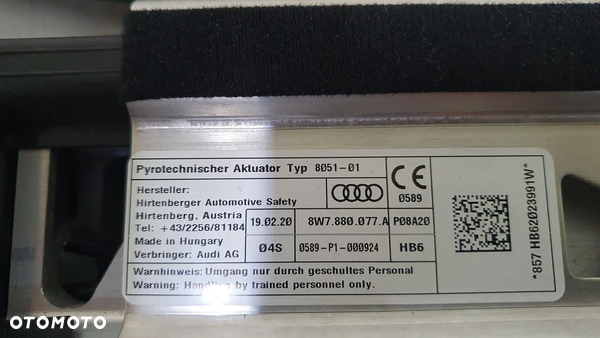 Pyrotechnischer Aktuator Typ 8051-01
Hersteller:
Hirtenberger Automotive Safety
Hirtenberg, Austria
Tel: +43/2256/81184
Made in Hungary
Verbringer: Audi AG
CE
0589
19.02.20 8W7.880.077.A P08A20
04S 0589-P1-000924 HB6
Warnhinweis: Umgang nur durch geschultes Personal
Warning: Handling by trained personnel only.
*857 HB62023991W*
OTOMOTO